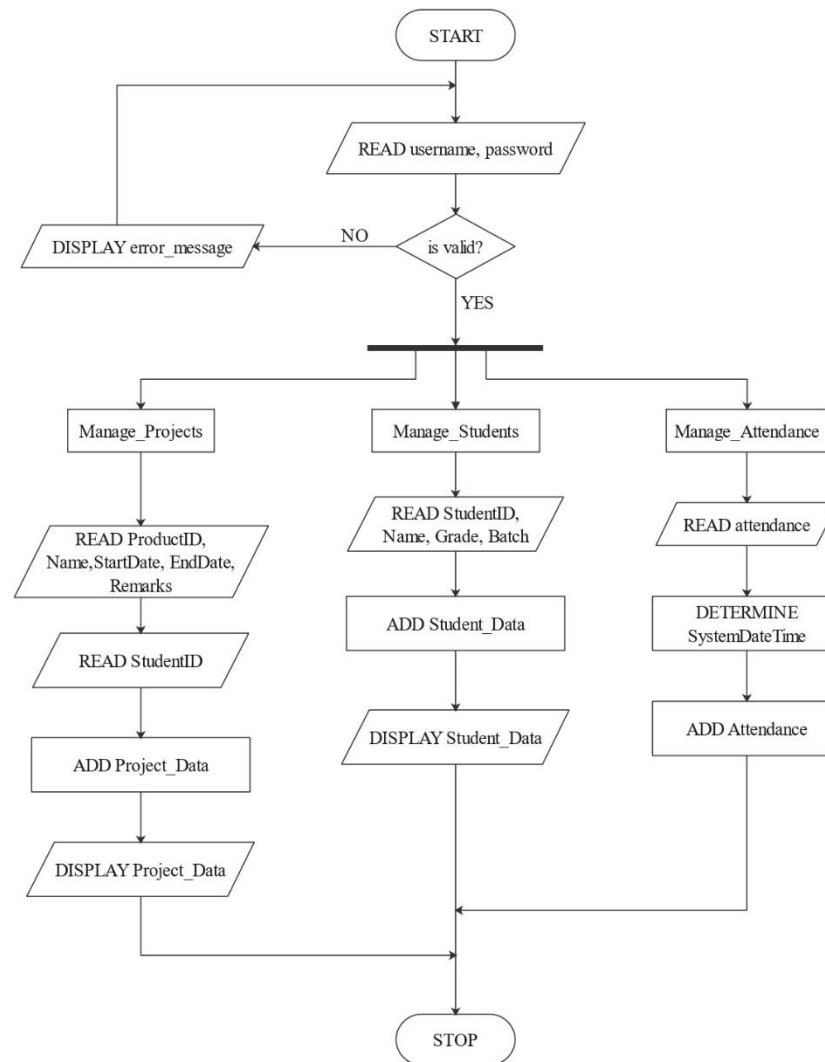 START
READ username, password
DISPLAY error_message
NO
is valid?
YES
Manage_Projects
Manage_Students
Manage_Attendance
READ ProductID,
Name,StartDate, EndDate,
Remarks
READ StudentID,
Name, Grade, Batch
READ attendance
READ StudentID
ADD Student_Data
DETERMINE
SystemDateTime
ADD Project_Data
DISPLAY Student_Data
ADD Attendance
DISPLAY Project_Data
STOP